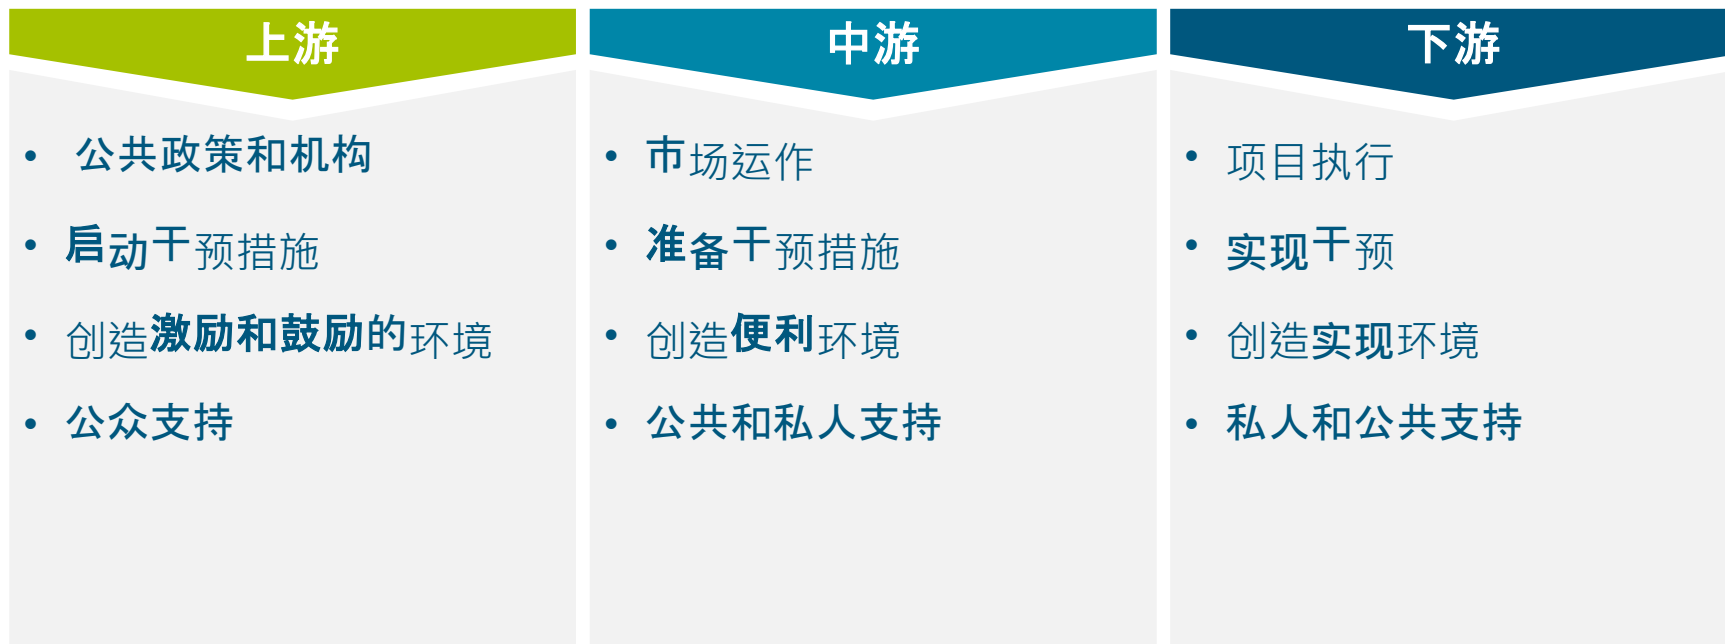 上游
• 公共政策和机构
• 启动干预措施
• 创造激励和鼓励的环境
• 公众支持
中游
• 市场运作
• 准备干预措施
• 创造便利环境
• 公共和私人支持
下游
• 项目执行
• 实现干预
• 创造实现环境
• 私人和公共支持